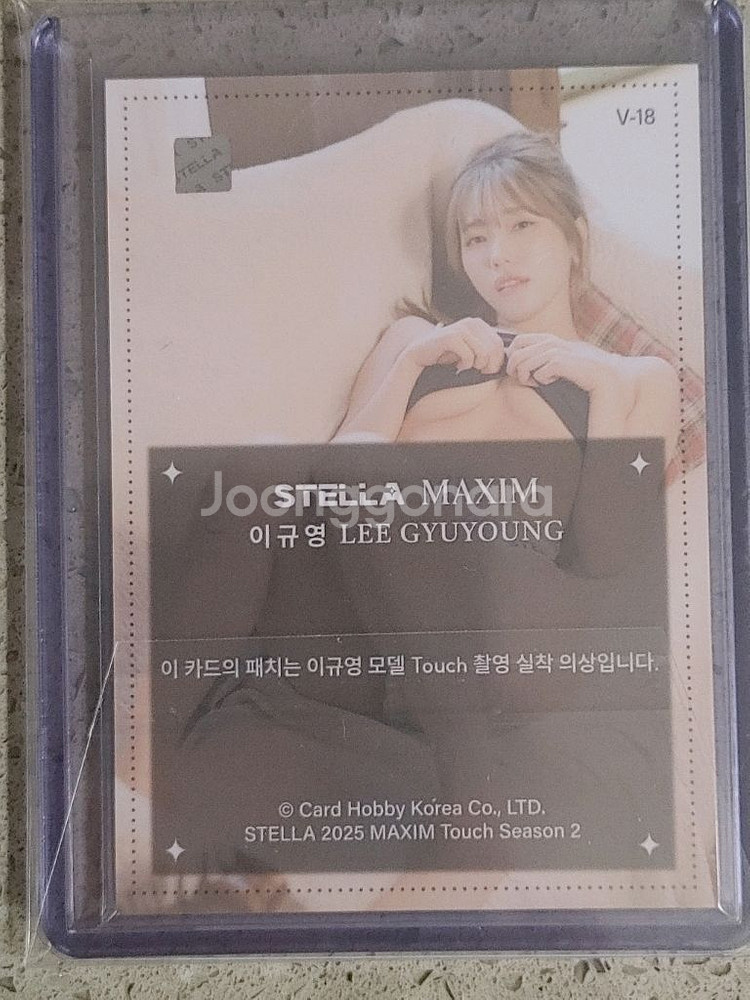 V-18
STELLA
STELLA MAXIM
Joonggonara
이규영 LEE GYUYOUNG
이 카드의 패치는 이규영 모델 Touch 촬영 실착 의상입니다.
© Card Hobby Korea Co., LTD.
STELLA 2025 MAXIM Touch Season 2